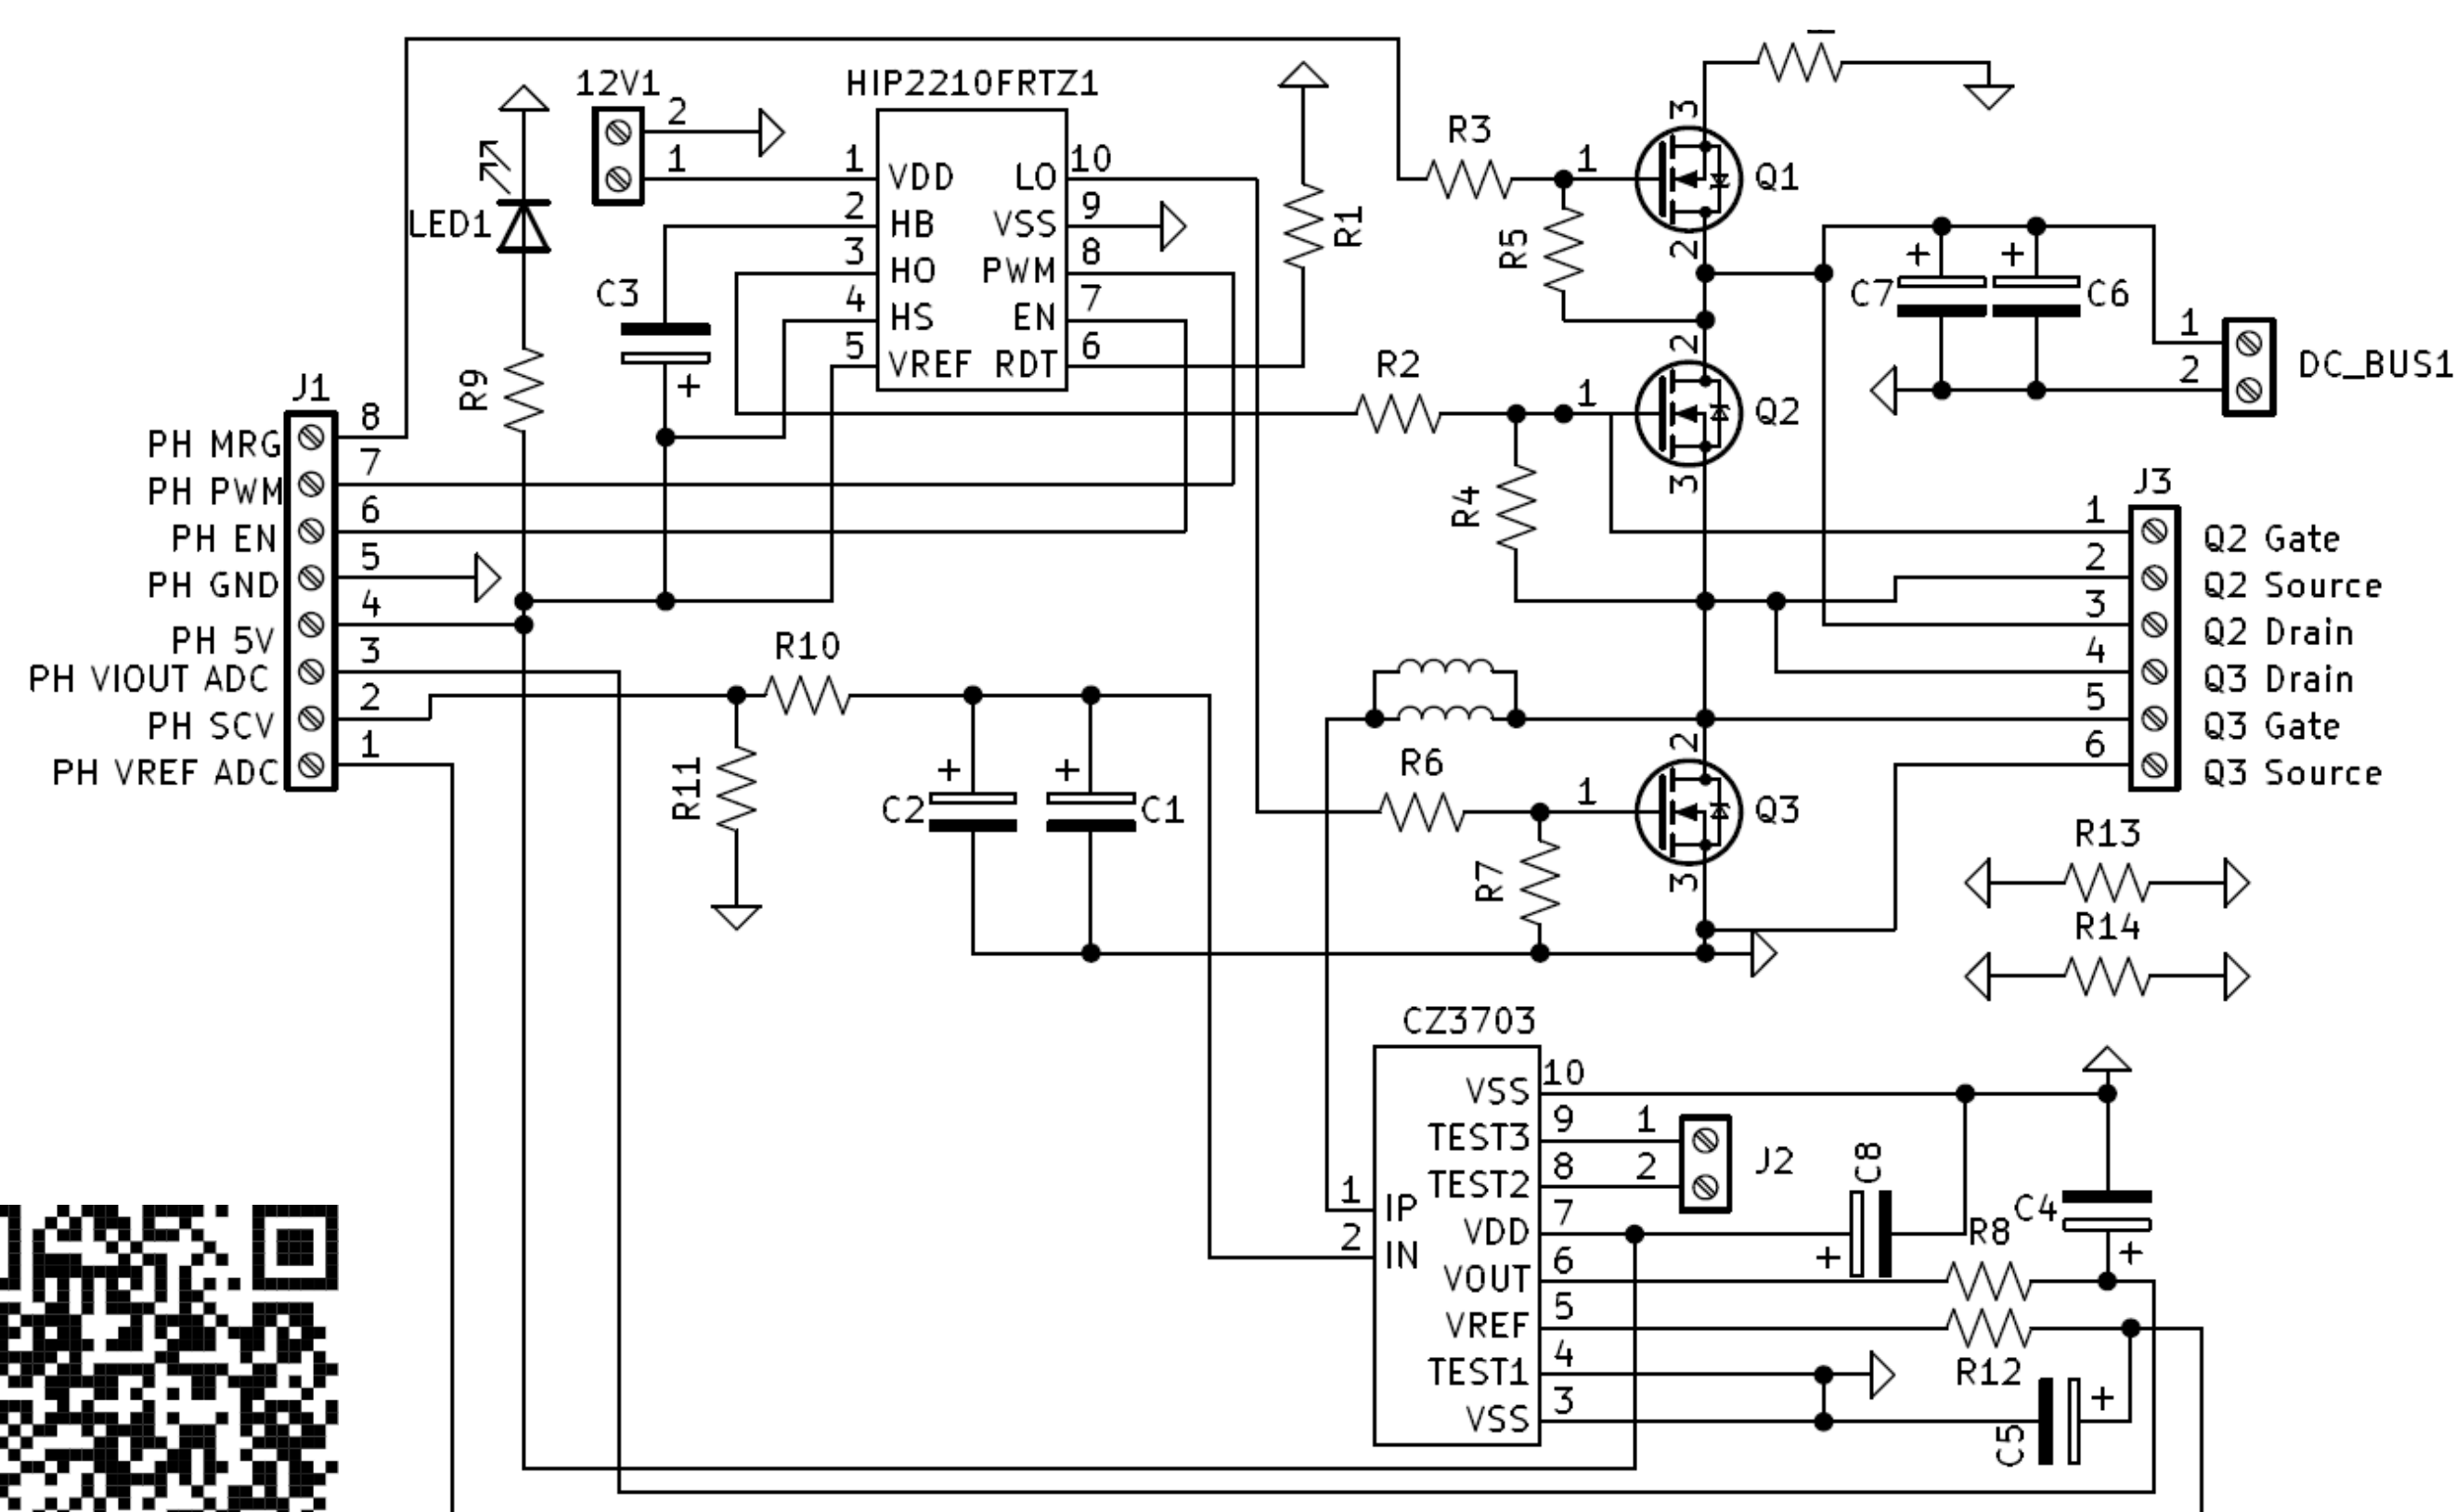 12V1
2
1
HIP2210FRTZ1
1 VDD LO 10
2 HB VSS 9
3 HO PWM 8
4 HS EN 7
5 VREF RDT 6
LED1
C3
+
R9
R1
R3
1
3
Q1
2
R5
R2
1
2
Q2
3
R4
+
+
C7
C6
1
2
DC_BUS1
J1
PH MRG 8
PH PWM 7
PH EN 6
PH GND 5
PH 5V 4
PH VIOUT ADC 3
PH SCV 2
PH VREF ADC 1
J3
1 Q2 Gate
2 Q2 Source
3 Q2 Drain
4 Q3 Drain
5 Q3 Gate
6 Q3 Source
R10
R11
+
+
C2
C1
R6
1
2
Q3
3
R7
R13
R14
CZ3703
VSS 10
TEST3 9
TEST2 8
VDD 7
VOUT 6
VREF 5
TEST1 4
VSS 3
1 IP
2 IN
1
2
J2
C8
+
C4
+
R8
R12
C5
+